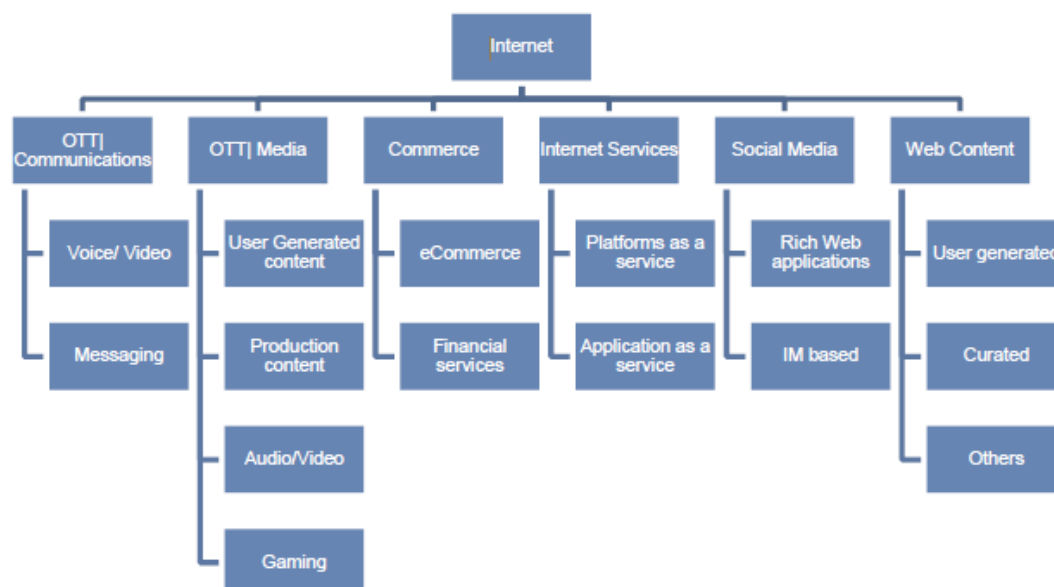 Internet
OTT|
Communications
OTT| Media
Commerce
Internet Services
Social Media
Web Content
Voice/ Video
User Generated
content
eCommerce
Platforms as a
service
Rich Web
applications
User generated
Messaging
Production
content
Financial
services
Application as a
service
IM based
Curated
Audio/Video
Others
Gaming